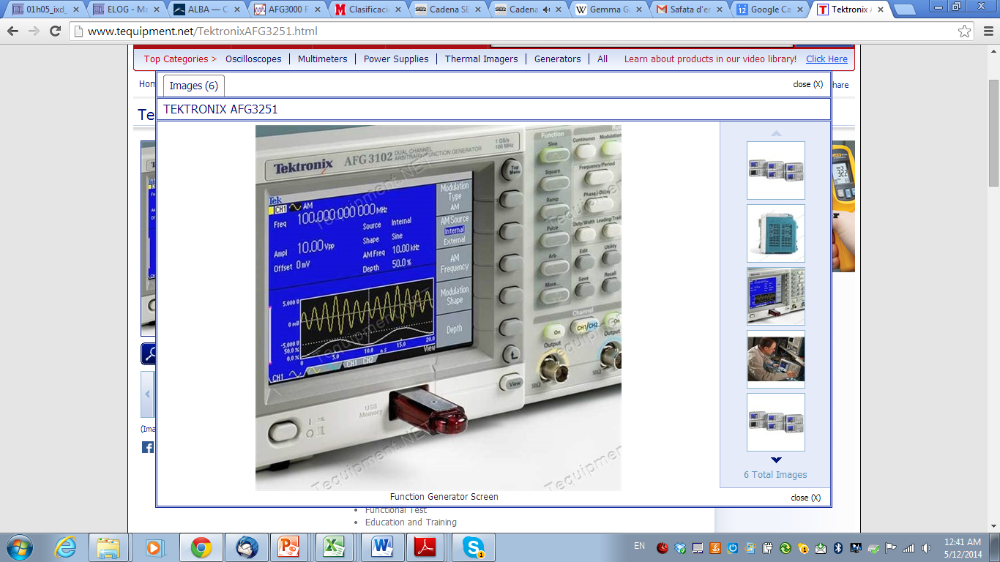 01h05_ixd_
ELOG - Ma
ALBA — C
AFG3000 F
Clasificació
Cadena SE
Cadena
Gemma Ga
Safata d'er
Google Ca
Tektronix A
www.tequipment.net/TektronixAFG3251.html
Top Categories > Oscilloscopes | Multimeters | Power Supplies | Thermal Imagers | Generators | All Learn about products in our video library! Click Here
Hom
hare
Images (6)
close (X)
Te
TEKTRONIX AFG3251
Tektronix AFG 3102 DUAL CHANNEL ARBITRARY/FUNCTION GENERATOR
1 GS/s
100 MHz
Top Menu
Tek
CH1 AM
Freq 100.000 000 000 MHz
Ampl 10.00 Vpp
Offset 0 mV
Source Internal
Shape Sine
AM Freq 10.00 kHz
Depth 50.0 %
Modulation Type
AM
AM Source
Internal
External
AM Frequency
Modulation Shape
Depth
5.000 V
0 mV
-5.000 V
50.0 %
0.0 %
0 5.0 10.0 ns 15.0 20.0
CH1 CH2 View
CH1
View
Function
Sine
Square
Ramp
Pulse
Arb
More...
Continuous
Modulation
Frequency/Period
Phase/Delay
Duty/Width
Edit
Utility
Save
Recall
Channel
On
CH1/CH2
On
Output
Output
50Ω
50Ω
USB Memory
Tequipment.NET
(Ima
6 Total Images
Function Generator Screen
close (X)
Functional Test
Education and Training
EN
12:41 AM
5/12/2014